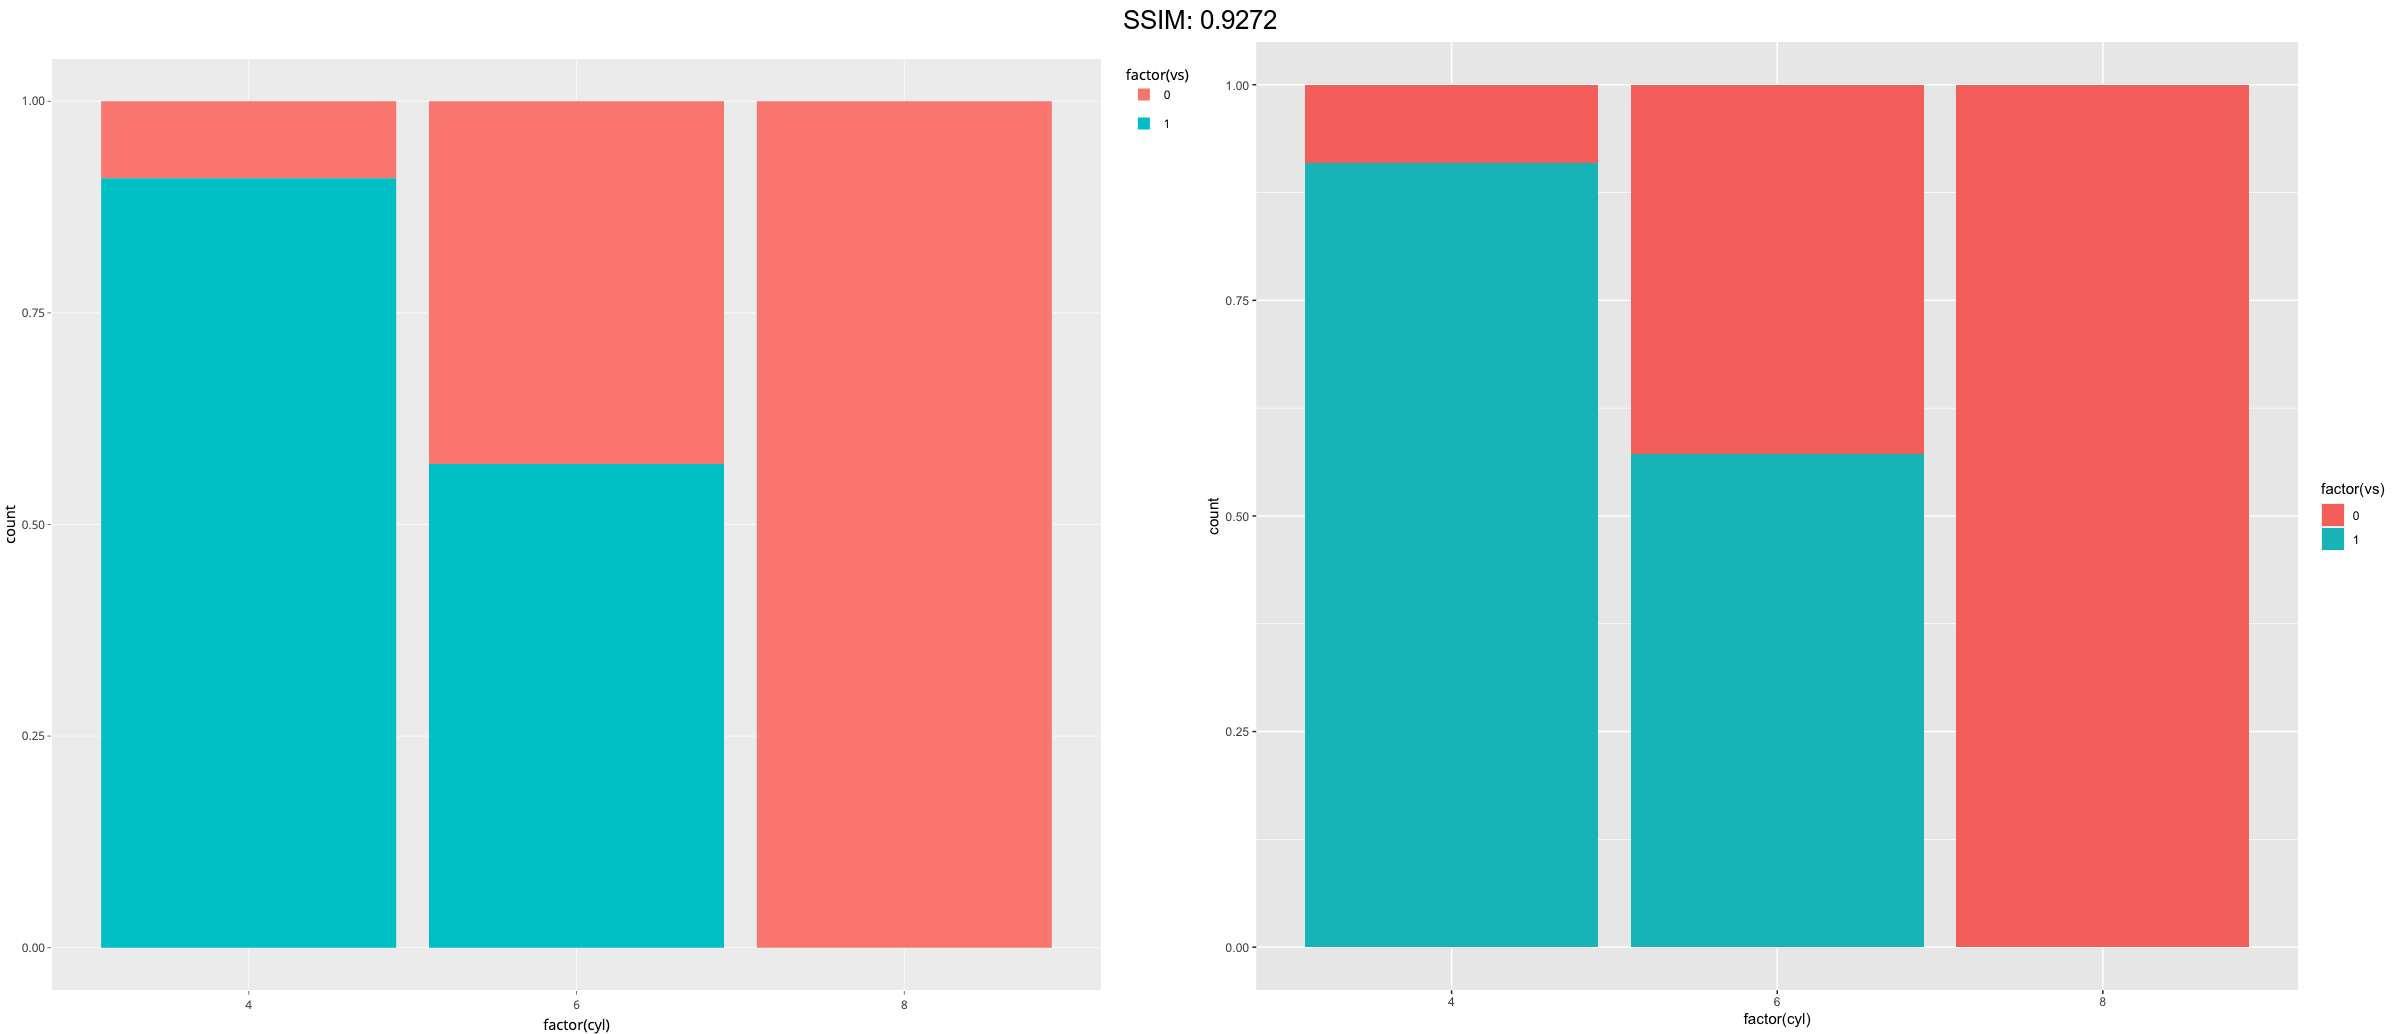 SSIM: 0.9272
count
1.00
0.75
0.50
0.25
0.00
4 6 8
factor(cyl)
factor(vs)
0
1
count
1.00
0.75
0.50
0.25
0.00
4 6 8
factor(cyl)
factor(vs)
0
1